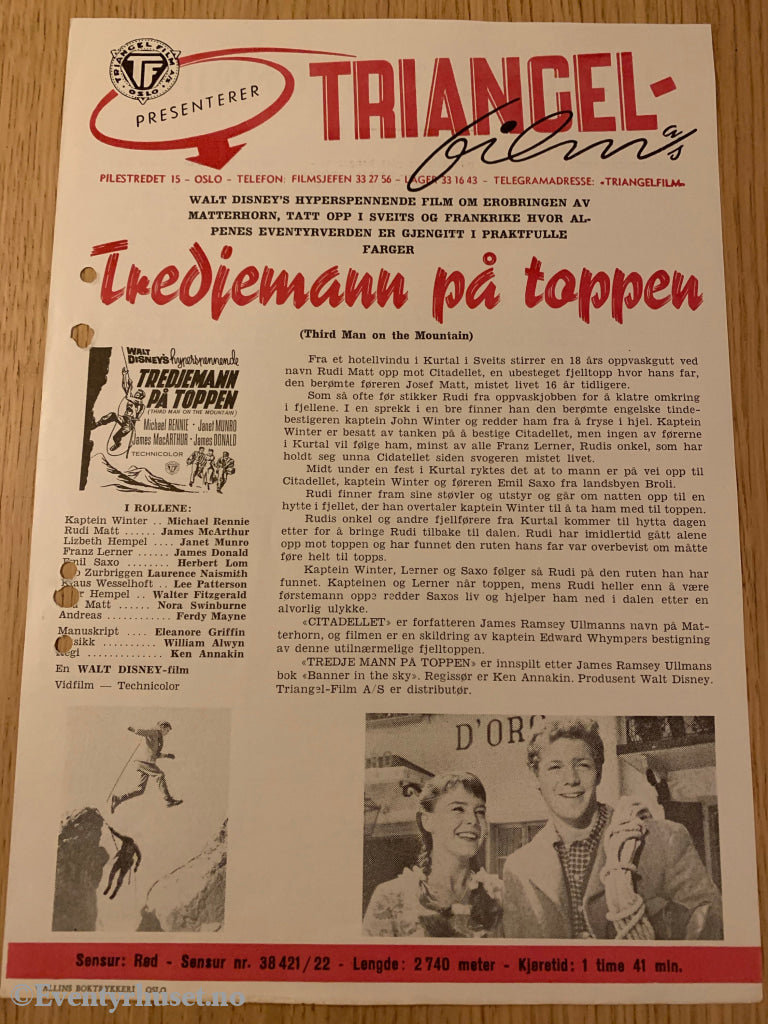 TRIANGEL FILM A/S
TF
OSLO
PRESENTERER
TRIANGEL-
film a/s
PILESTREDET 15 – OSLO – TELEFON: FILMSJEFEN 33 27 56 – LAGER 33 16 43 – TELEGRAMADRESSE: «TRIANGELFILM»
WALT DISNEY'S HYPERSPENNENDE FILM OM EROBRINGEN AV
MATTERHORN, TATT OPP I SVEITS OG FRANKRIKE HVOR AL-
PENES EVENTYRVERDEN ER GJENGITT I PRAKTFULLE
FARGER
Tredjemann på toppen
(Third Man on the Mountain)
WALT
DISNEY'S hyperspennende
TREDJEMANN
PÅ TOPPEN
(THIRD MAN ON THE MOUNTAIN)
Michael RENNIE · Janet MUNRO
James MacARTHUR · James DONALD
TECHNICOLOR
I ROLLENE:
Kaptein Winter .. Michael Rennie
Rudi Matt ...... James McArthur
Lizbeth Hempel .... Janet Munro
Franz Lerner ...... James Donald
Emil Saxo ........ Herbert Lom
Zurbriggen Laurence Naismith
Klaus Wesselhoft .. Lee Patterson
Hempel .. Walter Fitzgerald
Matt ...... Nora Swinburne
Andreas ........... Ferdy Mayne
Manuskript .... Eleanore Griffin
Musikk .......... William Alwyn
Regi .............. Ken Annakin
En WALT DISNEY-film
Vidfilm — Technicolor
Fra et hotellvindu i Kurtal i Sveits stirrer en 18 års oppvaskgutt ved
navn Rudi Matt opp mot Citadellet, en ubesteget fjelltopp hvor hans far,
den berømte føreren Josef Matt, mistet livet 16 år tidligere.
Som så ofte før stikker Rudi fra oppvaskjobben for å klatre omkring
i fjellene. I en sprekk i en bre finner han den berømte engelske tinde-
bestigeren kaptein John Winter og redder ham fra å fryse i hjel. Kaptein
Winter er besatt av tanken på å bestige Citadellet, men ingen av førerne
i Kurtal vil følge ham, minst av alle Franz Lerner, Rudis onkel, som har
holdt seg unna Cidatellet siden svogeren mistet livet.
Midt under en fest i Kurtal ryktes det at to mann er på vei opp til
Citadellet, kaptein Winter og føreren Emil Saxo fra landsbyen Broli.
Rudi finner fram sine støvler og utstyr og går om natten opp til en
hytte i fjellet, der han overtaler kaptein Winter til å ta ham med til toppen.
Rudis onkel og andre fjellførere fra Kurtal kommer til hytta dagen
etter for å bringe Rudi tilbake til dalen. Rudi har imidlertid gått alene
opp mot toppen og har funnet den ruten hans far var overbevist om måtte
føre helt til topps.
Kaptein Winter, Lerner og Saxo følger så Rudi på den ruten han har
funnet. Kapteinen og Lerner når toppen, mens Rudi heller enn å være
førstemann oppe redder Saxos liv og hjelper ham ned i dalen etter en
alvorlig ulykke.
«CITADELLET» er forfatteren James Ramsey Ullmanns navn på Mat-
terhorn, og filmen er en skildring av kaptein Edward Whympers bestigning
av denne utilnærmelige fjelltoppen.
«TREDJE MANN PÅ TOPPEN» er innspilt etter James Ramsey Ullmans
bok «Banner in the sky». Regissør er Ken Annakin. Produsent Walt Disney.
Triangel-Film A/S er distributør.
D'OR
Sensur: Rød - Sensur nr. 38 421/22 - Lengde: 2 740 meter - Kjøretid: 1 time 41 min.
ALLINS BOKTRYKKERI OSLO
©Eventyrhuset.no